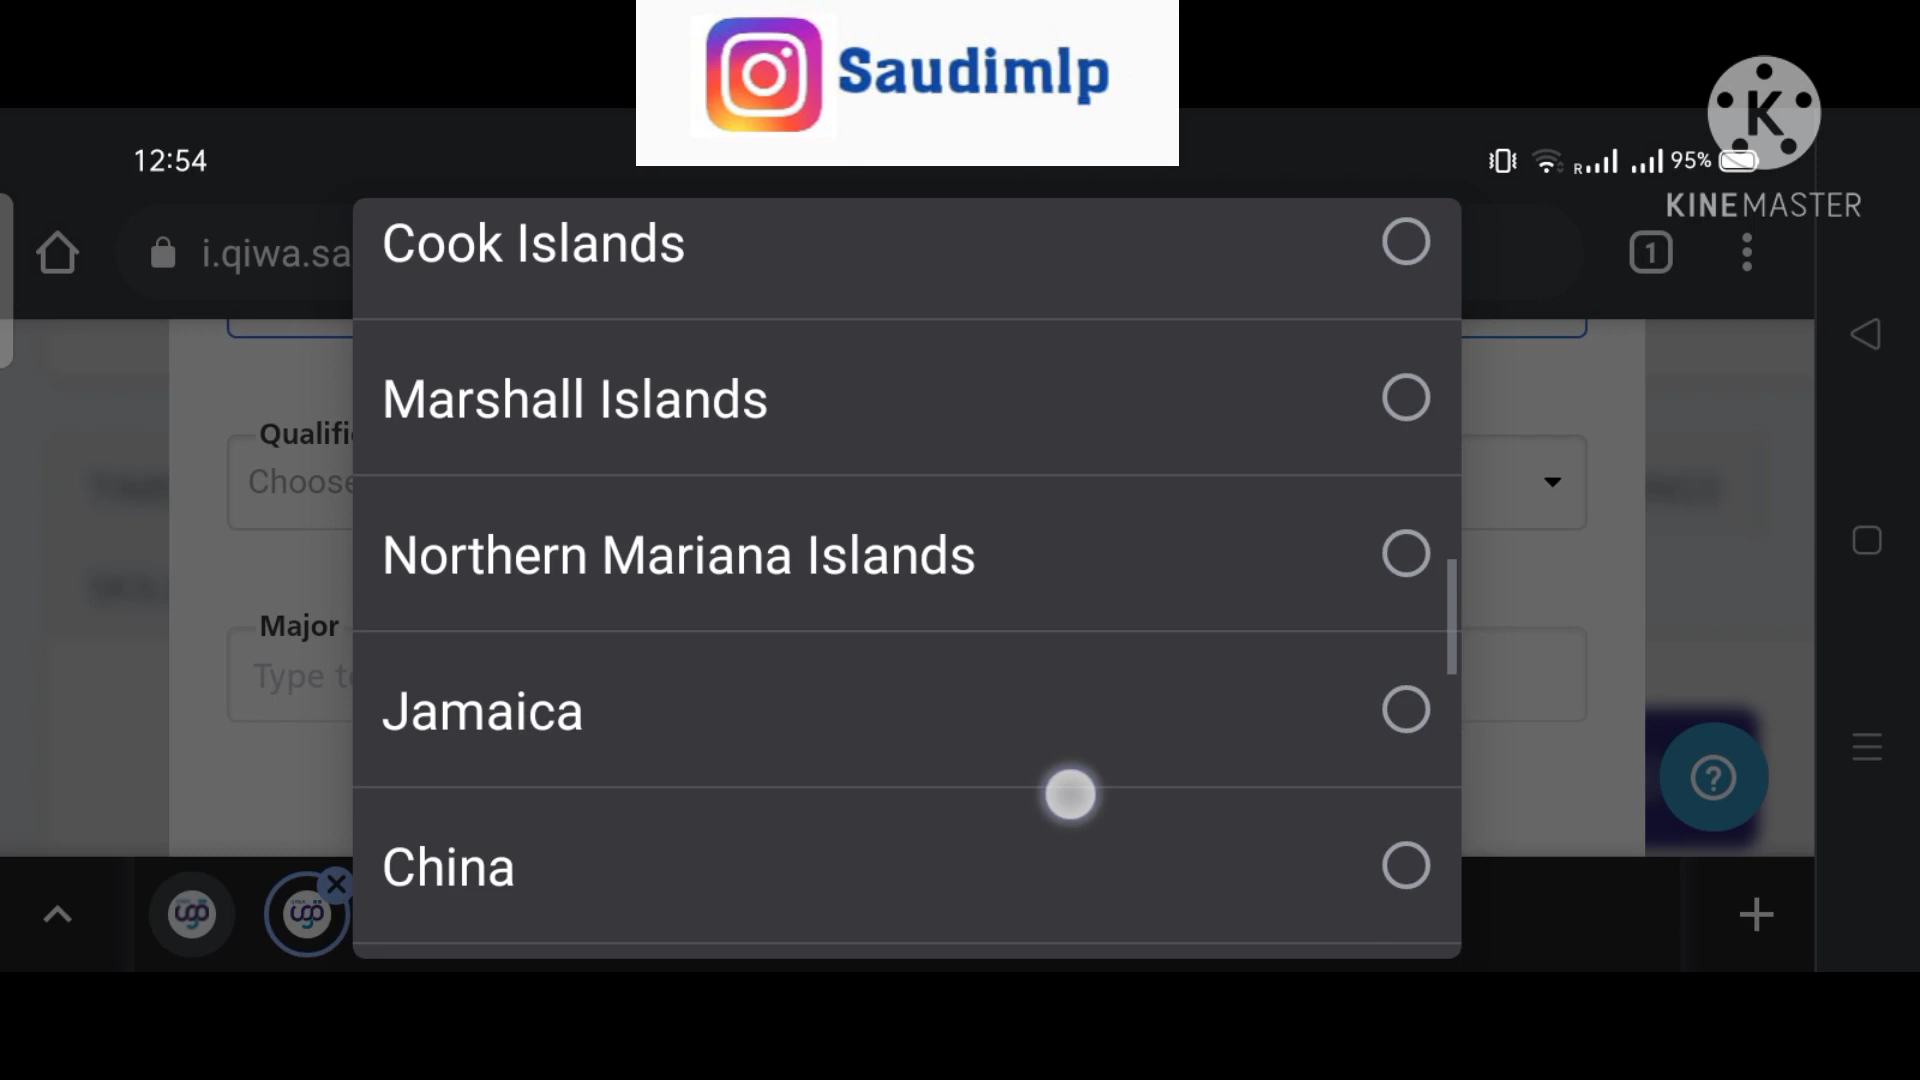 Saudimlp
K
KINEMASTER
12:54
R
95%
i.qiwa.sa
1
Cook Islands
Marshall Islands
Qualifi
Choose
Northern Mariana Islands
Major
Type t
Jamaica
?
China